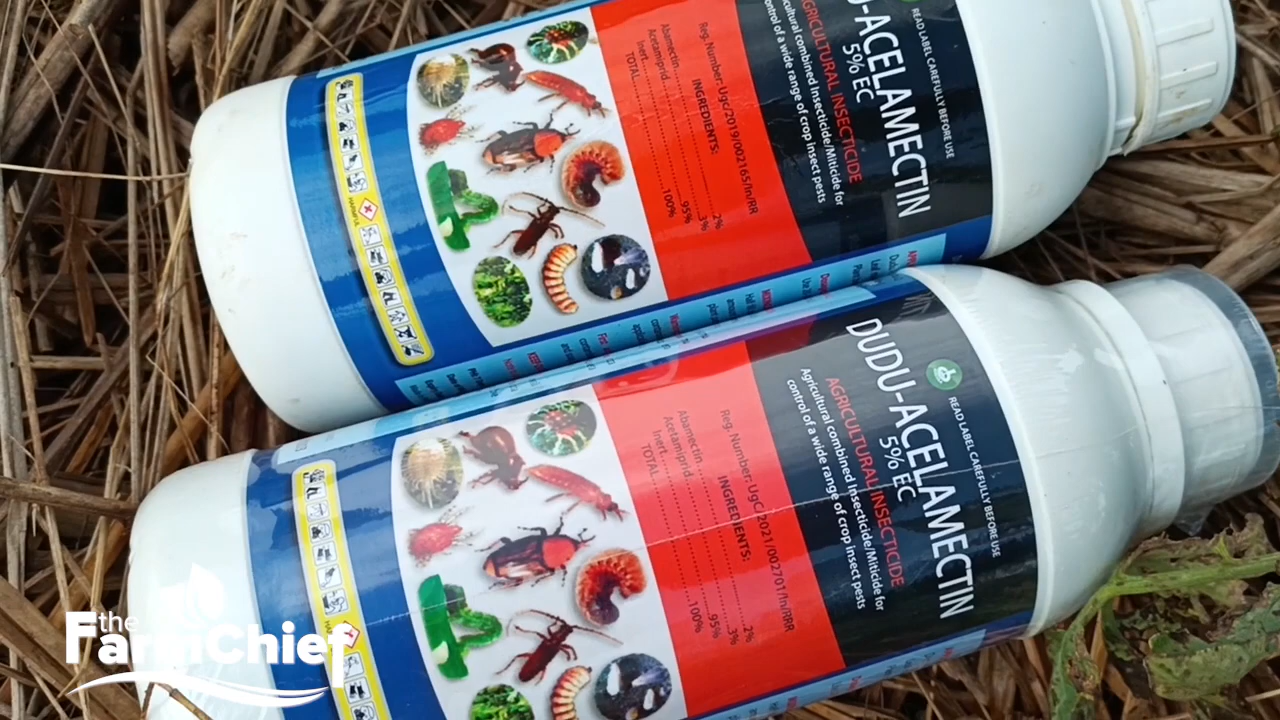 READ LABEL CAREFULLY BEFORE USE
-ACELAMECTIN
5% EC
AGRICULTURAL INSECTICIDE
cultural combined Insecticide/Miticide for
ontrol of a wide range of crop insect pests
Reg. Number: Ugc/2019/002165/In/RR
INGREDIENTS:
Abamectin........2%
Acetamiprid........3%
Inert........95%
TOTAL........100%
HARMFUL
READ LABEL CAREFULLY BEFORE USE
DUDU-ACELAMECTIN
5% EC
AGRICULTURAL INSECTICIDE
Agricultural combined Insecticide/Miticide for
control of a wide range of crop insect pests
Reg. Number: UgC/2021/002701/In/RRR
INGREDIENTS:
Abamectin........2%
Acetamiprid........3%
Inert........95%
TOTAL........100%
the
FarmChief